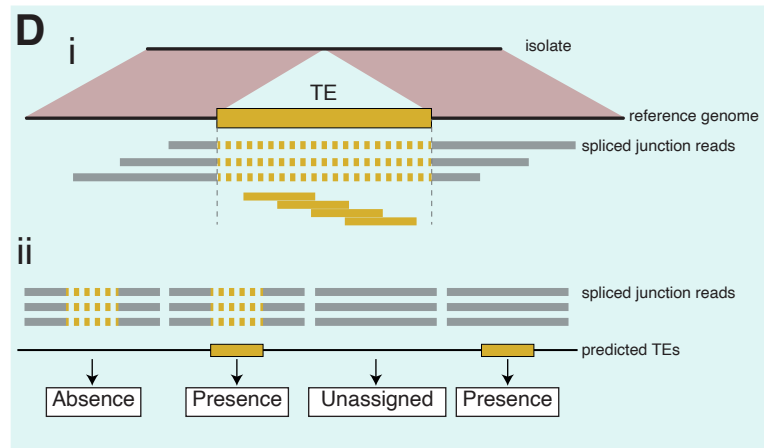 D
i
isolate
TE
reference genome
spliced junction reads
ii
spliced junction reads
predicted TEs
Absence
Presence
Unassigned
Presence